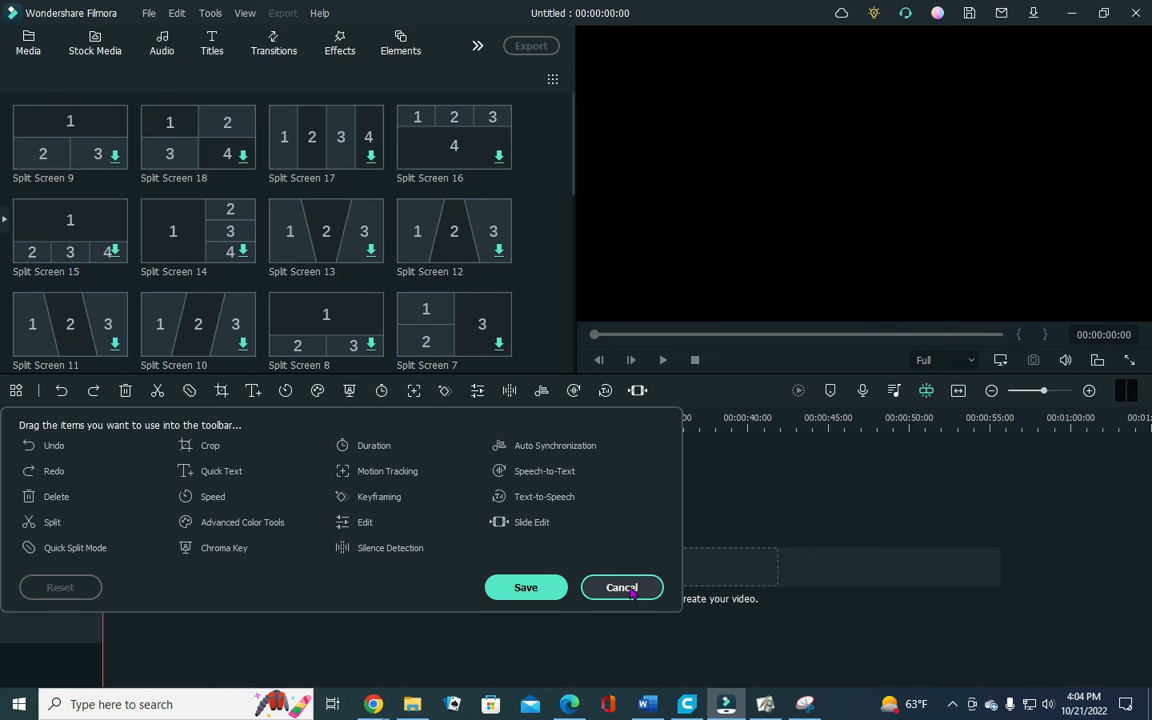 Wondershare Filmora File Edit Tools View Export Help Untitled : 00:00:00:00
Media Stock Media Audio Titles Transitions Effects Elements Export
1 2 3
1 2 3 4
1 2 3 4
1 2 3 4
Split Screen 9 Split Screen 18 Split Screen 17 Split Screen 16
1 2 3 4
1 2 3 4
1 2 3
1 2 3
Split Screen 15 Split Screen 14 Split Screen 13 Split Screen 12
1 2 3
1 2 3
1 2 3
1 2 3
Split Screen 11 Split Screen 10 Split Screen 8 Split Screen 7
00:00:00:00
Full
00:00:40:00 00:00:45:00 00:00:50:00 00:00:55:00 00:01:00:00
Drag the items you want to use into the toolbar...
Undo Crop Duration Auto Synchronization
Redo Quick Text Motion Tracking Speech-to-Text
Delete Speed Keyframing Text-to-Speech
Split Advanced Color Tools Edit Slide Edit
Quick Split Mode Chroma Key Silence Detection
Reset Save Cancel
reate your video.
Type here to search
63°F
4:04 PM
10/21/2022